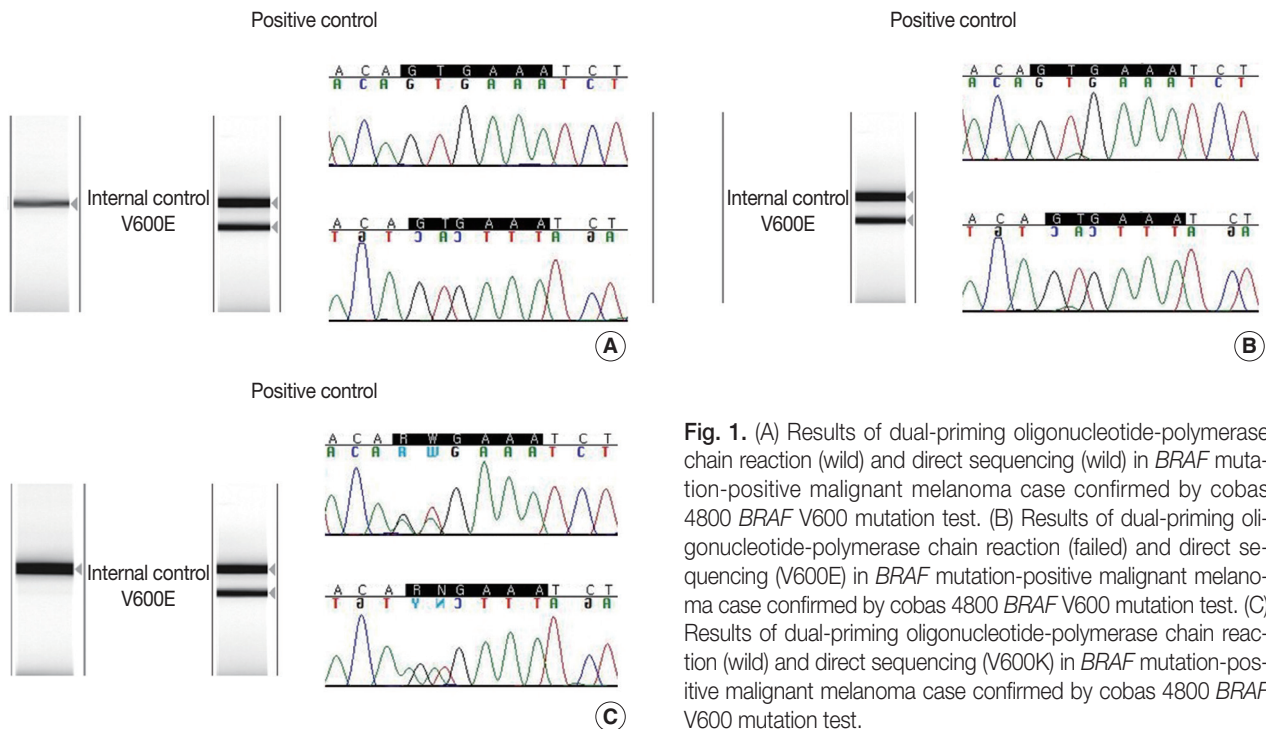 Positive control
A C A G T G A A A T C T
A C A G T G A A A T C T
Internal control
V600E
A C A G T G A A A T C T
T G T C A C T T T A G A
A
Positive control
A C A G T G A A A T C T
A C A G T G A A A T C T
Internal control
V600E
A C A G T G A A A T C T
T G T C A C T T T A G A
B
Positive control
A C A R W G A A A T C T
A C A R W G A A A T C T
Internal control
V600E
A C A R N G A A A T C T
T G T Y N C T T T A G A
C
Fig. 1. (A) Results of dual-priming oligonucleotide-polymerase
chain reaction (wild) and direct sequencing (wild) in BRAF muta-
tion-positive malignant melanoma case confirmed by cobas
4800 BRAF V600 mutation test. (B) Results of dual-priming oli-
gonucleotide-polymerase chain reaction (failed) and direct se-
quencing (V600E) in BRAF mutation-positive malignant melano-
ma case confirmed by cobas 4800 BRAF V600 mutation test. (C)
Results of dual-priming oligonucleotide-polymerase chain reac-
tion (wild) and direct sequencing (V600K) in BRAF mutation-pos-
itive malignant melanoma case confirmed by cobas 4800 BRAF
V600 mutation test.